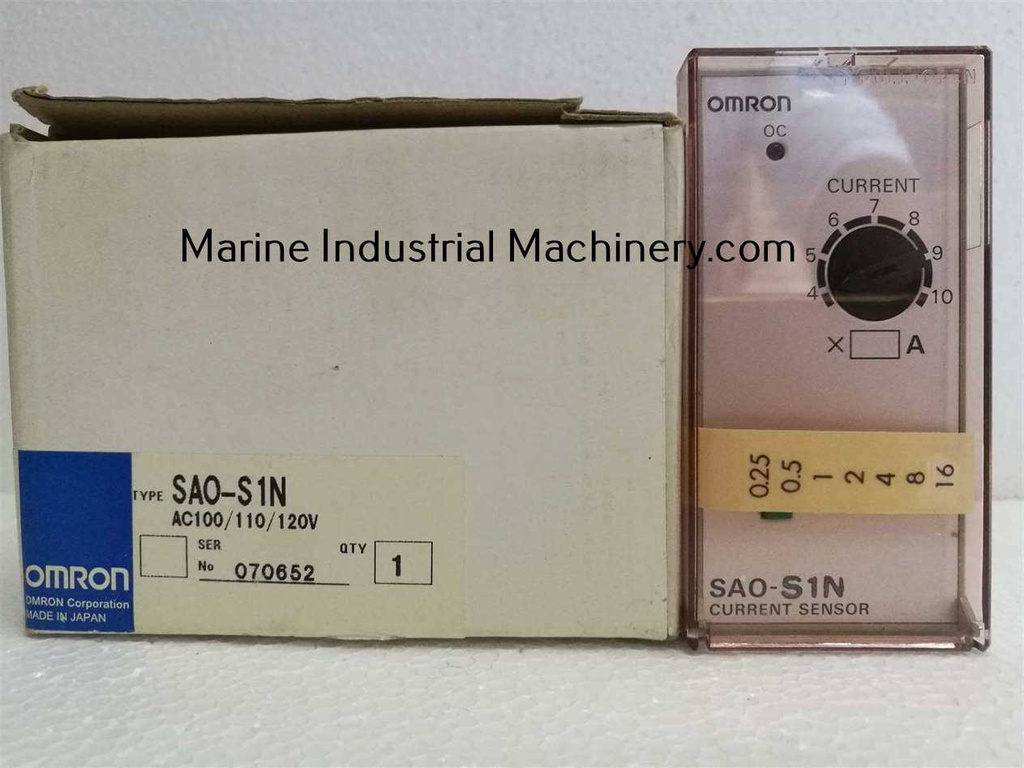 Marine Industrial Machinery.com
TYPE SAO-S1N
AC100/110/120V
SER
No 070652
QTY 1
OMRON
OMRON Corporation
MADE IN JAPAN
OMRON
OC
CURRENT
4 5 6 7 8 9 10
× A
0.25
0.5
1
2
4
8
16
SAO-S1N
CURRENT SENSOR